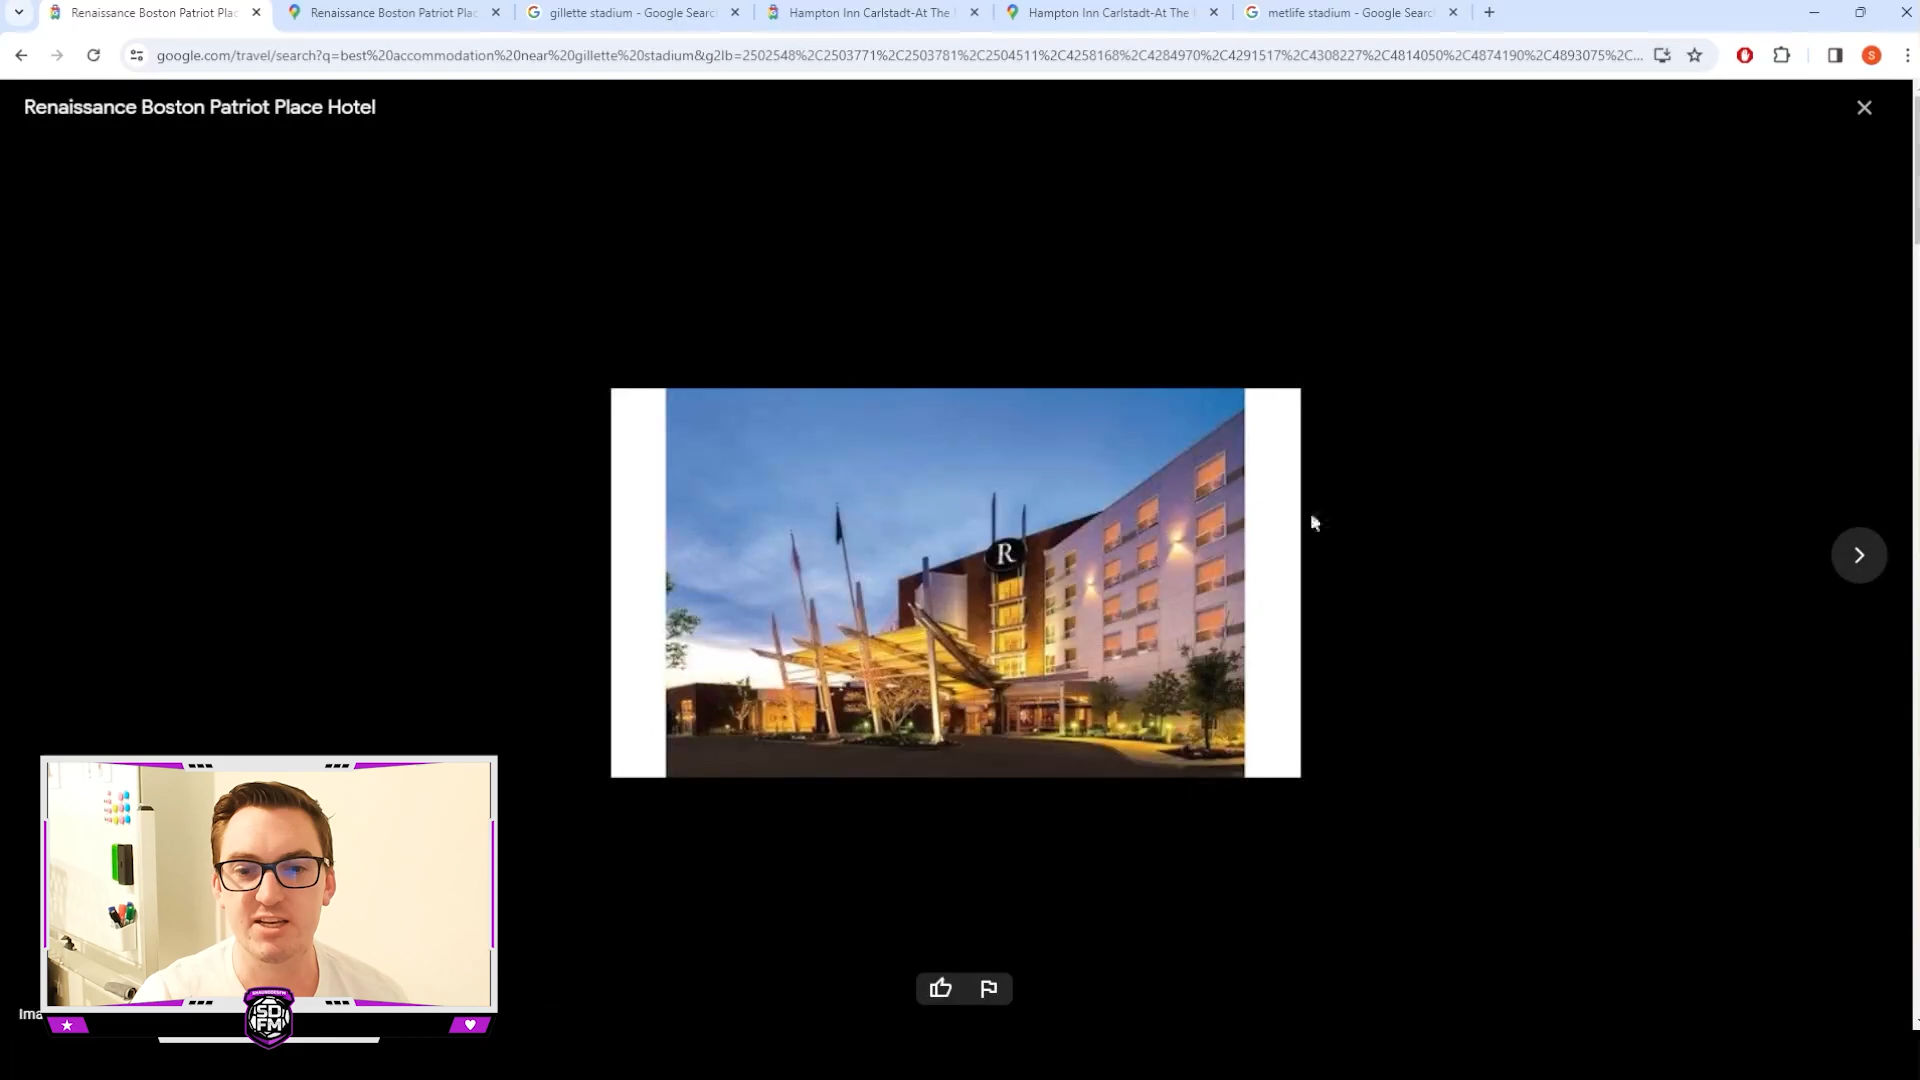 Renaissance Boston Patriot Plac
Renaissance Boston Patriot Plac
gillette stadium - Google Searc
Hampton Inn Carlstadt-At The
Hampton Inn Carlstadt-At The
metlife stadium - Google Searc
google.com/travel/search?q=best%20accommodation%20near%20gillette%20stadium&g2lb=2502548%2C2503771%2C2503781%2C2504511%2C4258168%2C4284970%2C4291517%2C4308227%2C4814050%2C4874190%2C4893075%2C...
S
Renaissance Boston Patriot Place Hotel
R
Ima
SD
FM